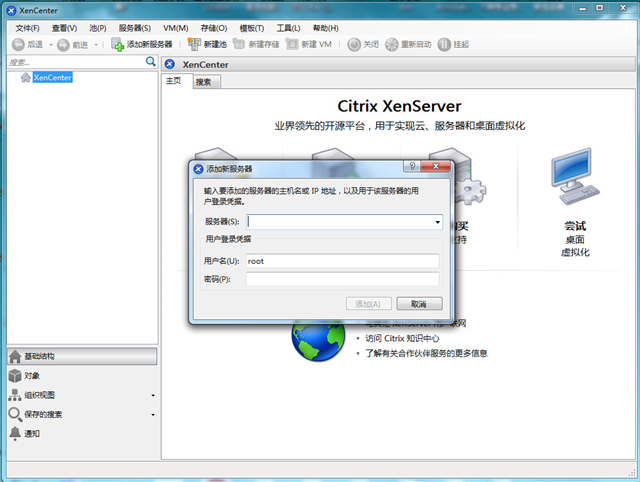 XenCenter
文件(F) 查看(V) 池(P) 服务器(S) VM(M) 存储(O) 模板(T) 工具(L) 帮助(H)
后退 前进 添加新服务器 新建池 新建存储 新建 VM 关闭 重新启动 挂起
搜索...
XenCenter
XenCenter
主页 搜索
Citrix XenServer
业界领先的开源平台，用于实现云、服务器和桌面虚拟化
添加新服务器
输入要添加的服务器的主机名或 IP 地址，以及用于该服务器的用
户登录凭据。
服务器(S):
用户登录凭据
用户名(U): root
密码(P):
添加(A) 取消
买
支持
尝试
桌面
虚拟化
访问 Citrix 知识中心
了解有关合作伙伴服务的更多信息
基础结构
对象
组织视图
保存的搜索
通知